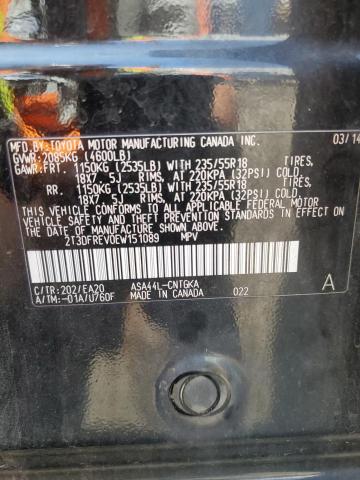 MFD.BY:TOYOTA MOTOR MANUFACTURING CANADA INC. 03/14
GVWR:2085KG (4600LB)
GAWR:FRT. 1150KG (2535LB) WITH 235/55R18 TIRES,
18X7.5J RIMS, AT 220KPA (32PSI) COLD
RR. 1150KG (2535LB) WITH 235/55R18 TIRES,
18X7.5J RIMS, AT 220KPA (32PSI) COLD
THIS VEHICLE CONFORMS TO ALL APPLICABLE FEDERAL MOTOR
VEHICLE SAFETY STANDARDS IN EFFECT ON THE DATE OF
MANUFACTURE SHOWN ABOVE.
2T3DFREV0EW151089 MPV
C/TR:202/EA20 ASA44L-CNTGKA
A/TM:-01A/U760F MADE IN CANADA 022 A